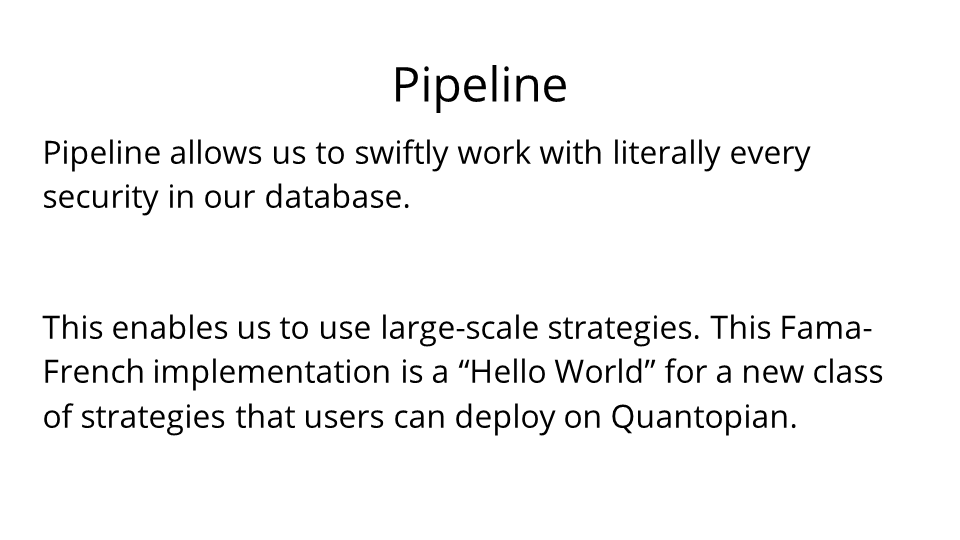 Pipeline
Pipeline allows us to swiftly work with literally every
security in our database.
This enables us to use large-scale strategies. This Fama-
French implementation is a “Hello World” for a new class
of strategies that users can deploy on Quantopian.